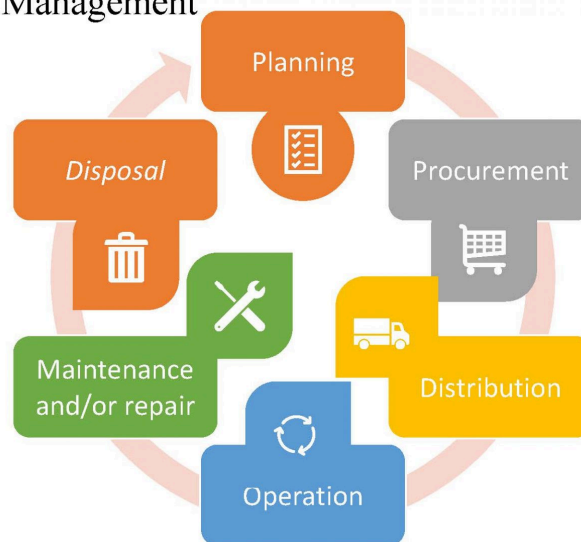 Management
Planning
Disposal
Procurement
Maintenance
and/or repair
Distribution
Operation